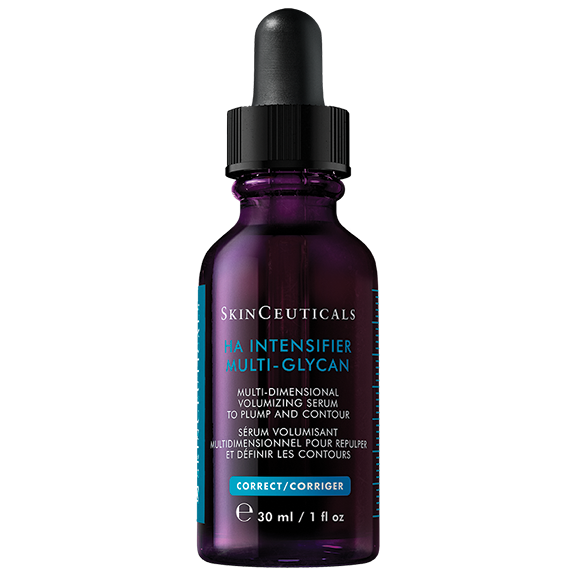 SKINCEUTICALS
HA INTENSIFIER
MULTI-GLYCAN
MULTI-DIMENSIONAL
VOLUMIZING SERUM
TO PLUMP AND CONTOUR
SÉRUM VOLUMISANT
MULTIDIMENSIONNEL POUR REPULPER
ET DÉFINIR LES CONTOURS
CORRECT/CORRIGER
℮ 30 ml / 1 fl oz